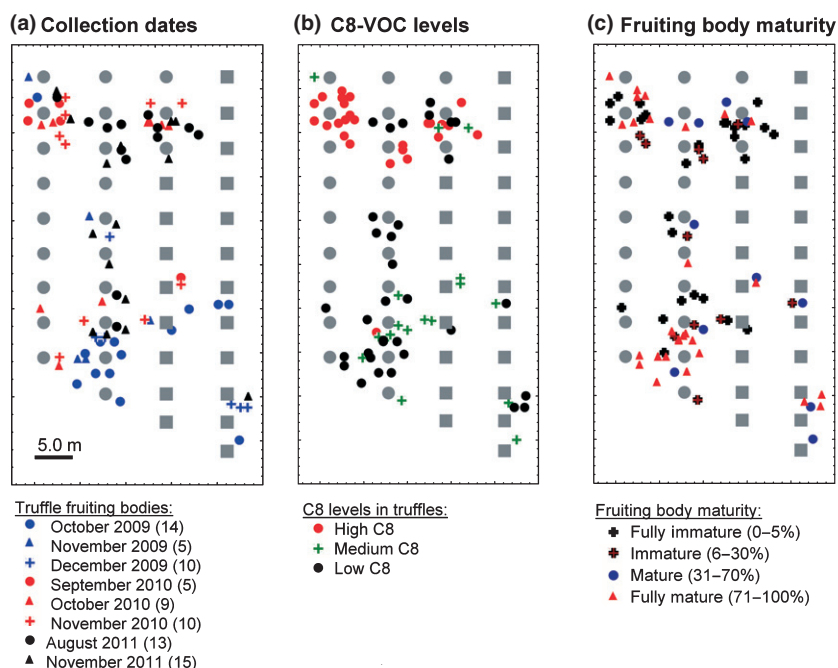 (a) Collection dates
(b) C8-VOC levels
(c) Fruiting body maturity
5.0 m
Truffle fruiting bodies:
October 2009 (14)
November 2009 (5)
December 2009 (10)
September 2010 (5)
October 2010 (9)
November 2010 (10)
August 2011 (13)
November 2011 (15)
C8 levels in truffles:
High C8
Medium C8
Low C8
Fruiting body maturity:
Fully immature (0–5%)
Immature (6–30%)
Mature (31–70%)
Fully mature (71–100%)